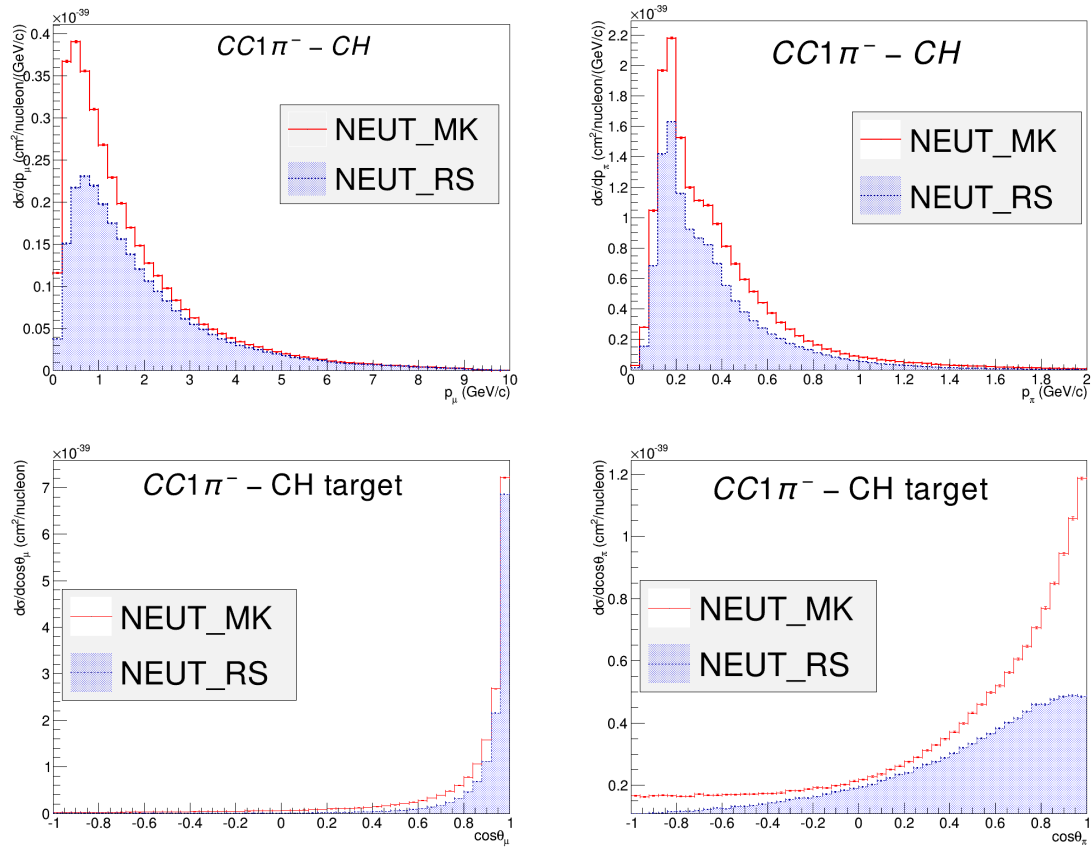 ×10⁻³⁹
CC1π⁻ − CH
dσ/dp_μ (cm²/nucleon/(GeV/c))
0.4
0.35
0.3
0.25
0.2
0.15
0.1
0.05
0
NEUT_MK
NEUT_RS
0 1 2 3 4 5 6 7 8 9 10
p_μ (GeV/c)
×10⁻³⁹
CC1π⁻ − CH
dσ/dp_π (cm²/nucleon/(GeV/c))
2.2
2
1.8
1.6
1.4
1.2
1
0.8
0.6
0.4
0.2
0
NEUT_MK
NEUT_RS
0 0.2 0.4 0.6 0.8 1 1.2 1.4 1.6 1.8 2
p_π (GeV/c)
×10⁻³⁹
CC1π⁻ − CH target
dσ/dcosθ_μ (cm²/nucleon)
7
6
5
4
3
2
1
0
NEUT_MK
NEUT_RS
-1 -0.8 -0.6 -0.4 -0.2 0 0.2 0.4 0.6 0.8 1
cosθ_μ
×10⁻³⁹
CC1π⁻ − CH target
dσ/dcosθ_π (cm²/nucleon)
1.2
1
0.8
0.6
0.4
0.2
NEUT_MK
NEUT_RS
-1 -0.8 -0.6 -0.4 -0.2 0 0.2 0.4 0.6 0.8 1
cosθ_π